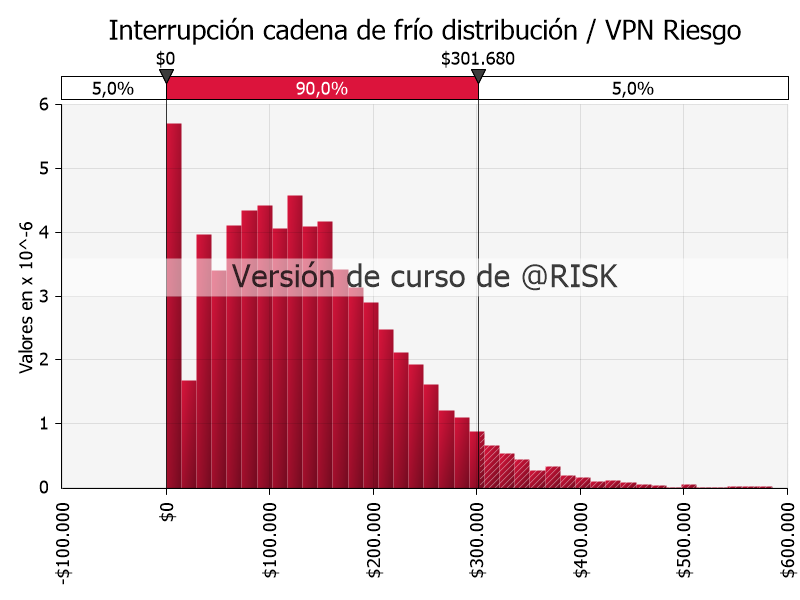 Interrupción cadena de frío distribución / VPN Riesgo
$0 $301.680
5,0% 90,0% 5,0%
6
5
4
3
2
1
0
Valores en x 10^-6
Versión de curso de @RISK
-$100.000 $ $100.000 $200.000 $300.000 $400.000 $500.000 $600.000